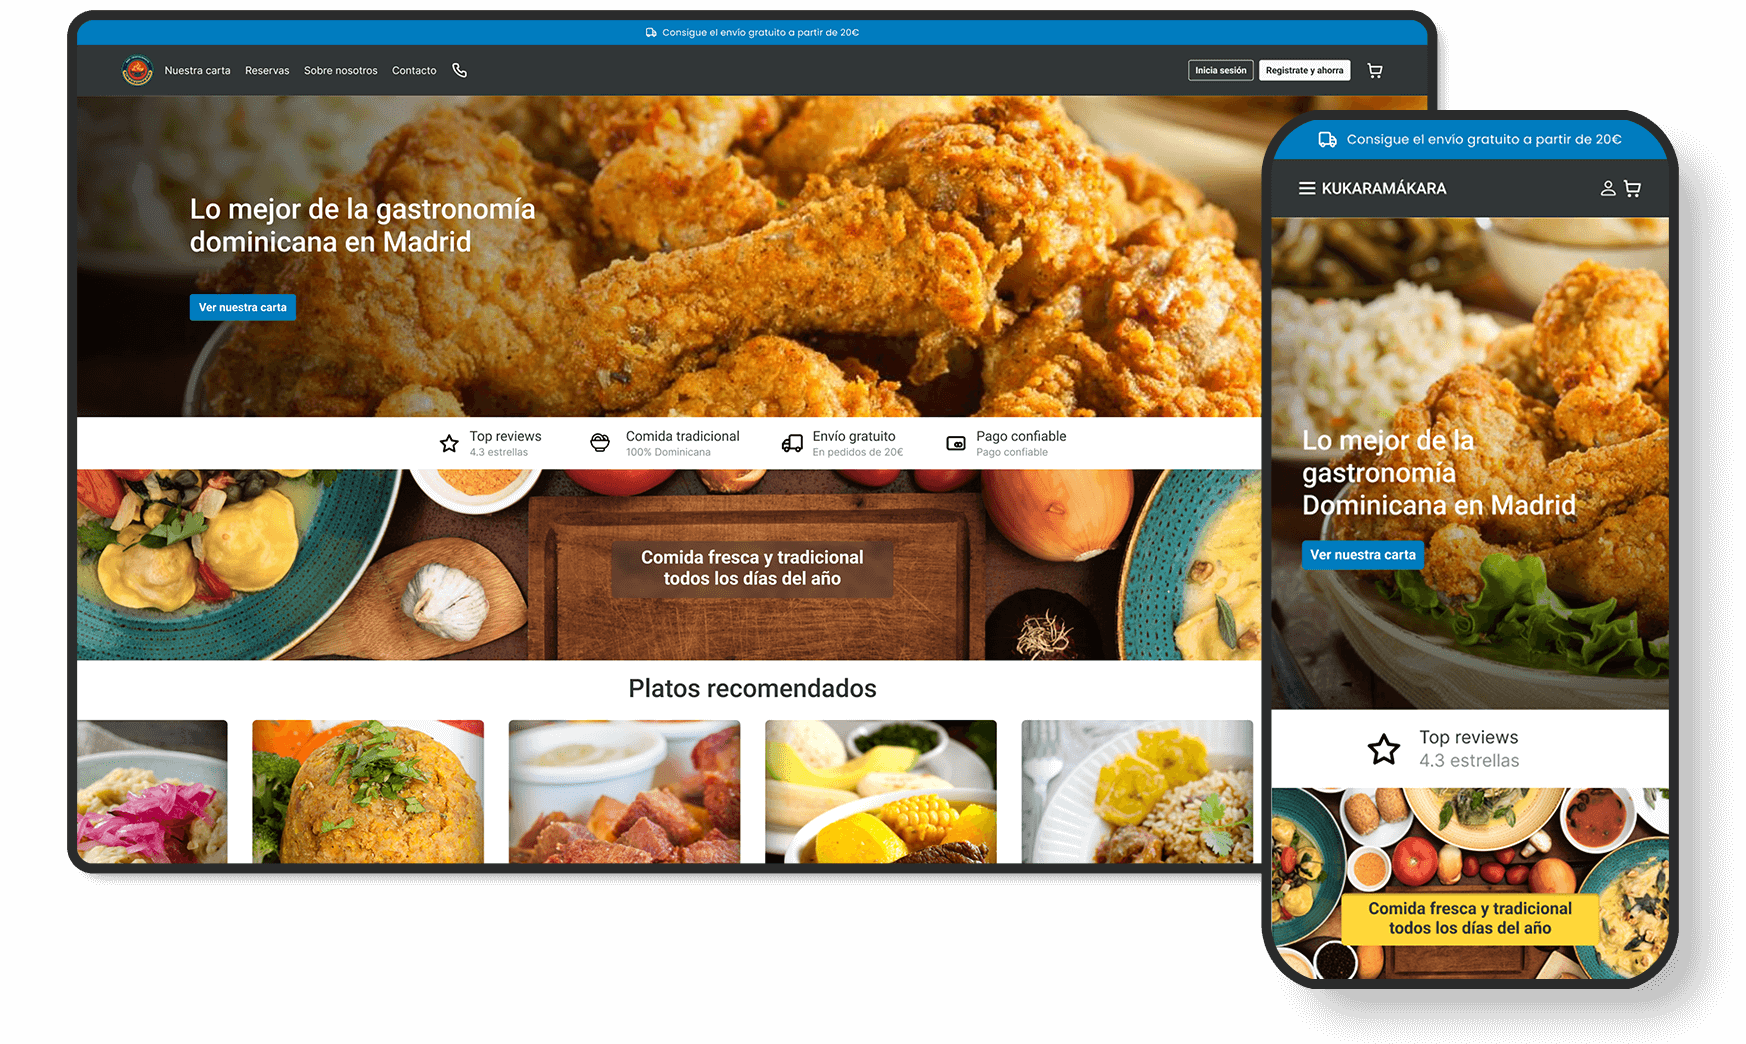 Consigue el envío gratuito a partir de 20€
Nuestra carta Reservas Sobre nosotros Contacto
Inicia sesión Registrate y ahorra
Lo mejor de la gastronomía
dominicana en Madrid
Ver nuestra carta
Top reviews
4.3 estrellas
Comida tradicional
100% Dominicana
Envío gratuito
En pedidos de 20€
Pago confiable
Pago confiable
Comida fresca y tradicional
todos los días del año
Platos recomendados
Consigue el envío gratuito a partir de 20€
KUKARAMÁKARA
Lo mejor de la
gastronomía
Dominicana en Madrid
Ver nuestra carta
Top reviews
4.3 estrellas
Comida fresca y tradicional
todos los días del año